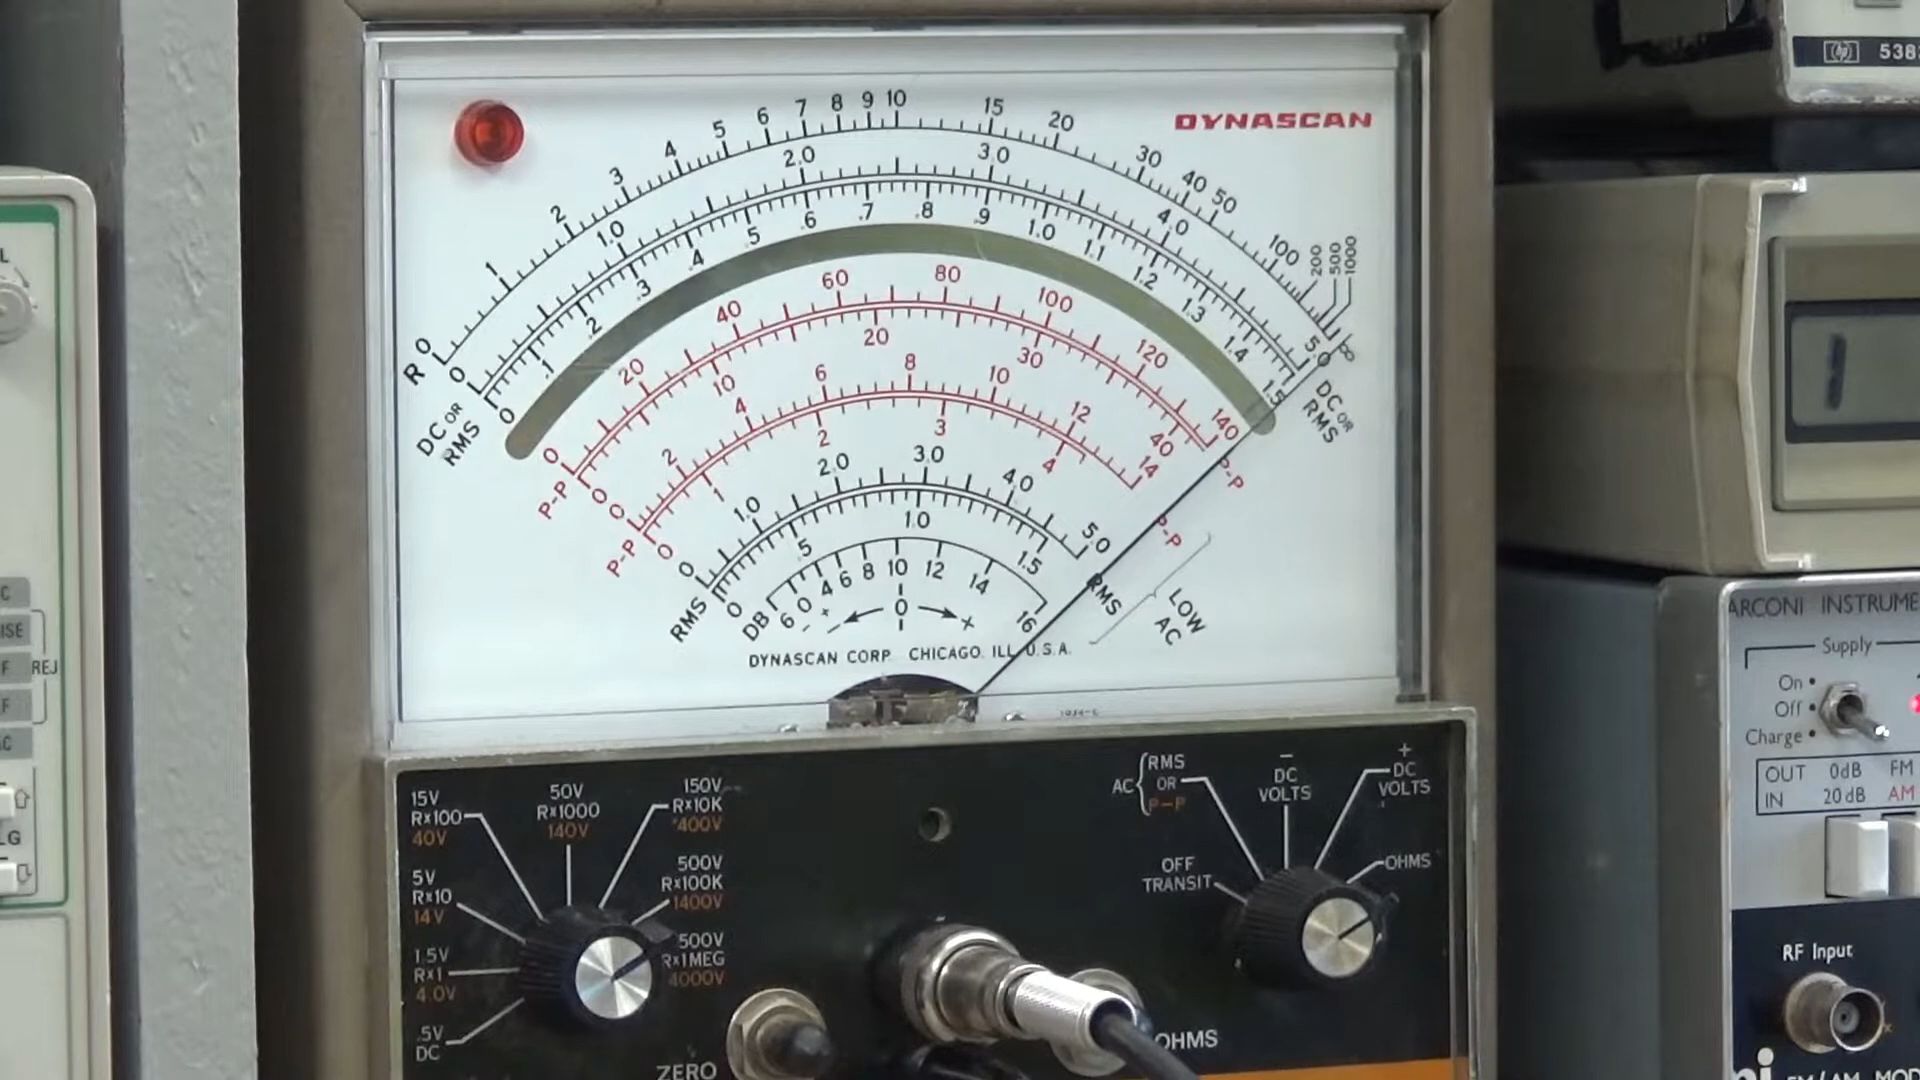 DYNASCAN
5 6 7 8 9 10 15 20
4 2.0 3.0 30
3 40 50
2 1.0 .5 .6 .7 .8 .9 1.0 1.1 4.0 100 200 500 1000
1 .3 .4 60 80 1.2
.2 40 100 1.3
R 0 20 20 30 120 1.4 5.0 ∞
0 .1 10 6 8 10 1.5
DC OR RMS 0 4 12 140 DC OR RMS
0 2 2 3 40
P-P 0 1 2.0 3.0 4 14 P-P
0 1.0 4.0
P-P 0 .5 1.0 1.5 5.0 P-P
0 4 6 8 10 12 14
RMS 0 DB 6 0 - + 0 + 16 RMS LOW AC
DYNASCAN CORP. CHICAGO. ILL. U.S.A.
15V
R×100
40V
50V
R×1000
140V
150V
R×10K
400V
5V
R×10
14V
500V
R×100K
1400V
1.5V
R×1
4.0V
500V
R×1MEG
4000V
.5V
DC
ZERO
OHMS
AC { RMS
OR
P-P
-
DC
VOLTS
+
DC
VOLTS
OFF
TRANSIT
OHMS
hp 538
L
C
ISE
F REJ
F
C
LG
ARCONI INSTRUME
Supply
On
Off
Charge
OUT 0dB FM
IN 20 dB AM
RF Input